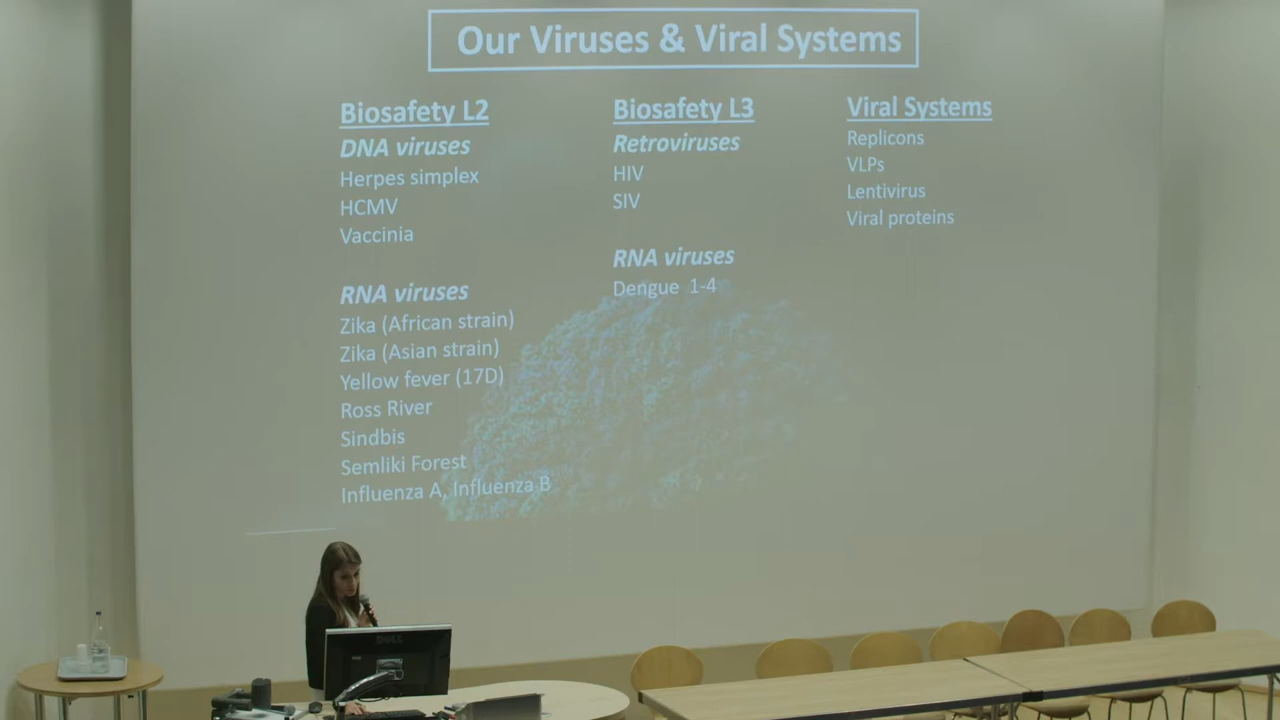 Our Viruses & Viral Systems
Biosafety L2
DNA viruses
Herpes simplex
HCMV
Vaccinia
RNA viruses
Zika (African strain)
Zika (Asian strain)
Yellow fever (17D)
Ross River
Sindbis
Semliki Forest
Influenza A, Influenza B
Biosafety L3
Retroviruses
HIV
SIV
RNA viruses
Dengue 1-4
Viral Systems
Replicons
VLPs
Lentivirus
Viral proteins
DELL